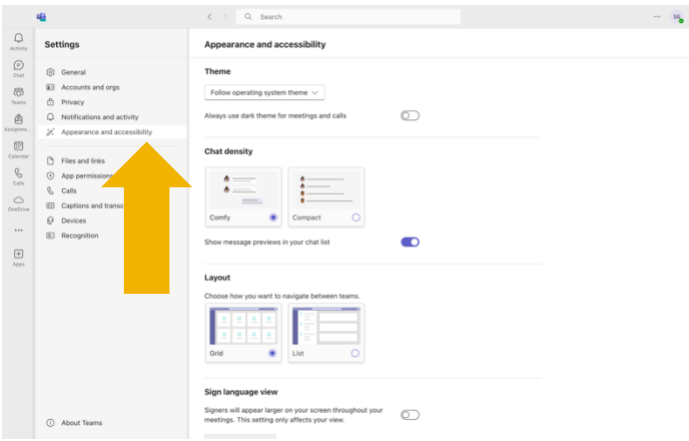 Search
SG
Activity
Chat
Teams
Assignme...
Calendar
Calls
OneDrive
Apps
Settings
General
Accounts and orgs
Privacy
Notifications and activity
Appearance and accessibility
Files and links
App permissions
Calls
Captions and transc
Devices
Recognition
About Teams
Appearance and accessibility
Theme
Follow operating system theme
Always use dark theme for meetings and calls
Chat density
Comfy
Compact
Show message previews in your chat list
Layout
Choose how you want to navigate between teams.
Grid
List
Sign language view
Signers will appear larger on your screen throughout your
meetings. This setting only affects your view.